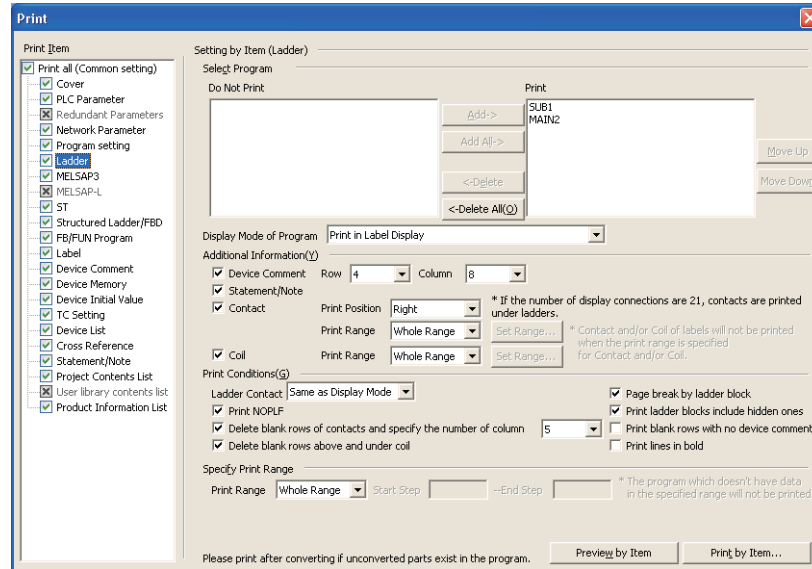 Print
Print Item
Print all (Common setting)
Cover
PLC Parameter
Redundant Parameters
Network Parameter
Program setting
Ladder
MELSAP3
MELSAP-L
ST
Structured Ladder/FBD
FB/FUN Program
Label
Device Comment
Device Memory
Device Initial Value
TC Setting
Device List
Cross Reference
Statement/Note
Project Contents List
User library contents list
Product Information List
Setting by Item (Ladder)
Select Program
Do Not Print Print
Add-> SUB1
MAIN2
Add All->
Move Up
<-Delete Move Down
<-Delete All(O)
Display Mode of Program Print in Label Display
Additional Information(Y)
Device Comment Row 4 Column 8
Statement/Note
Contact Print Position Right * If the number of display connections are 21, contacts are printed
under ladders.
Print Range Whole Range Set Range... * Contact and/or Coil of labels will not be printed
when the print range is specified
for Contact and/or Coil.
Coil Print Range Whole Range Set Range...
Print Conditions(G)
Ladder Contact Same as Display Mode Page break by ladder block
Print NOPLF Print ladder blocks include hidden ones
Delete blank rows of contacts and specify the number of column 5 Print blank rows with no device comment
Delete blank rows above and under coil Print lines in bold
Specify Print Range
Print Range Whole Range Start Step --End Step * The program which doesn't have data
in the specified range will not be printed
Please print after converting if unconverted parts exist in the program. Preview by Item Print by Item...